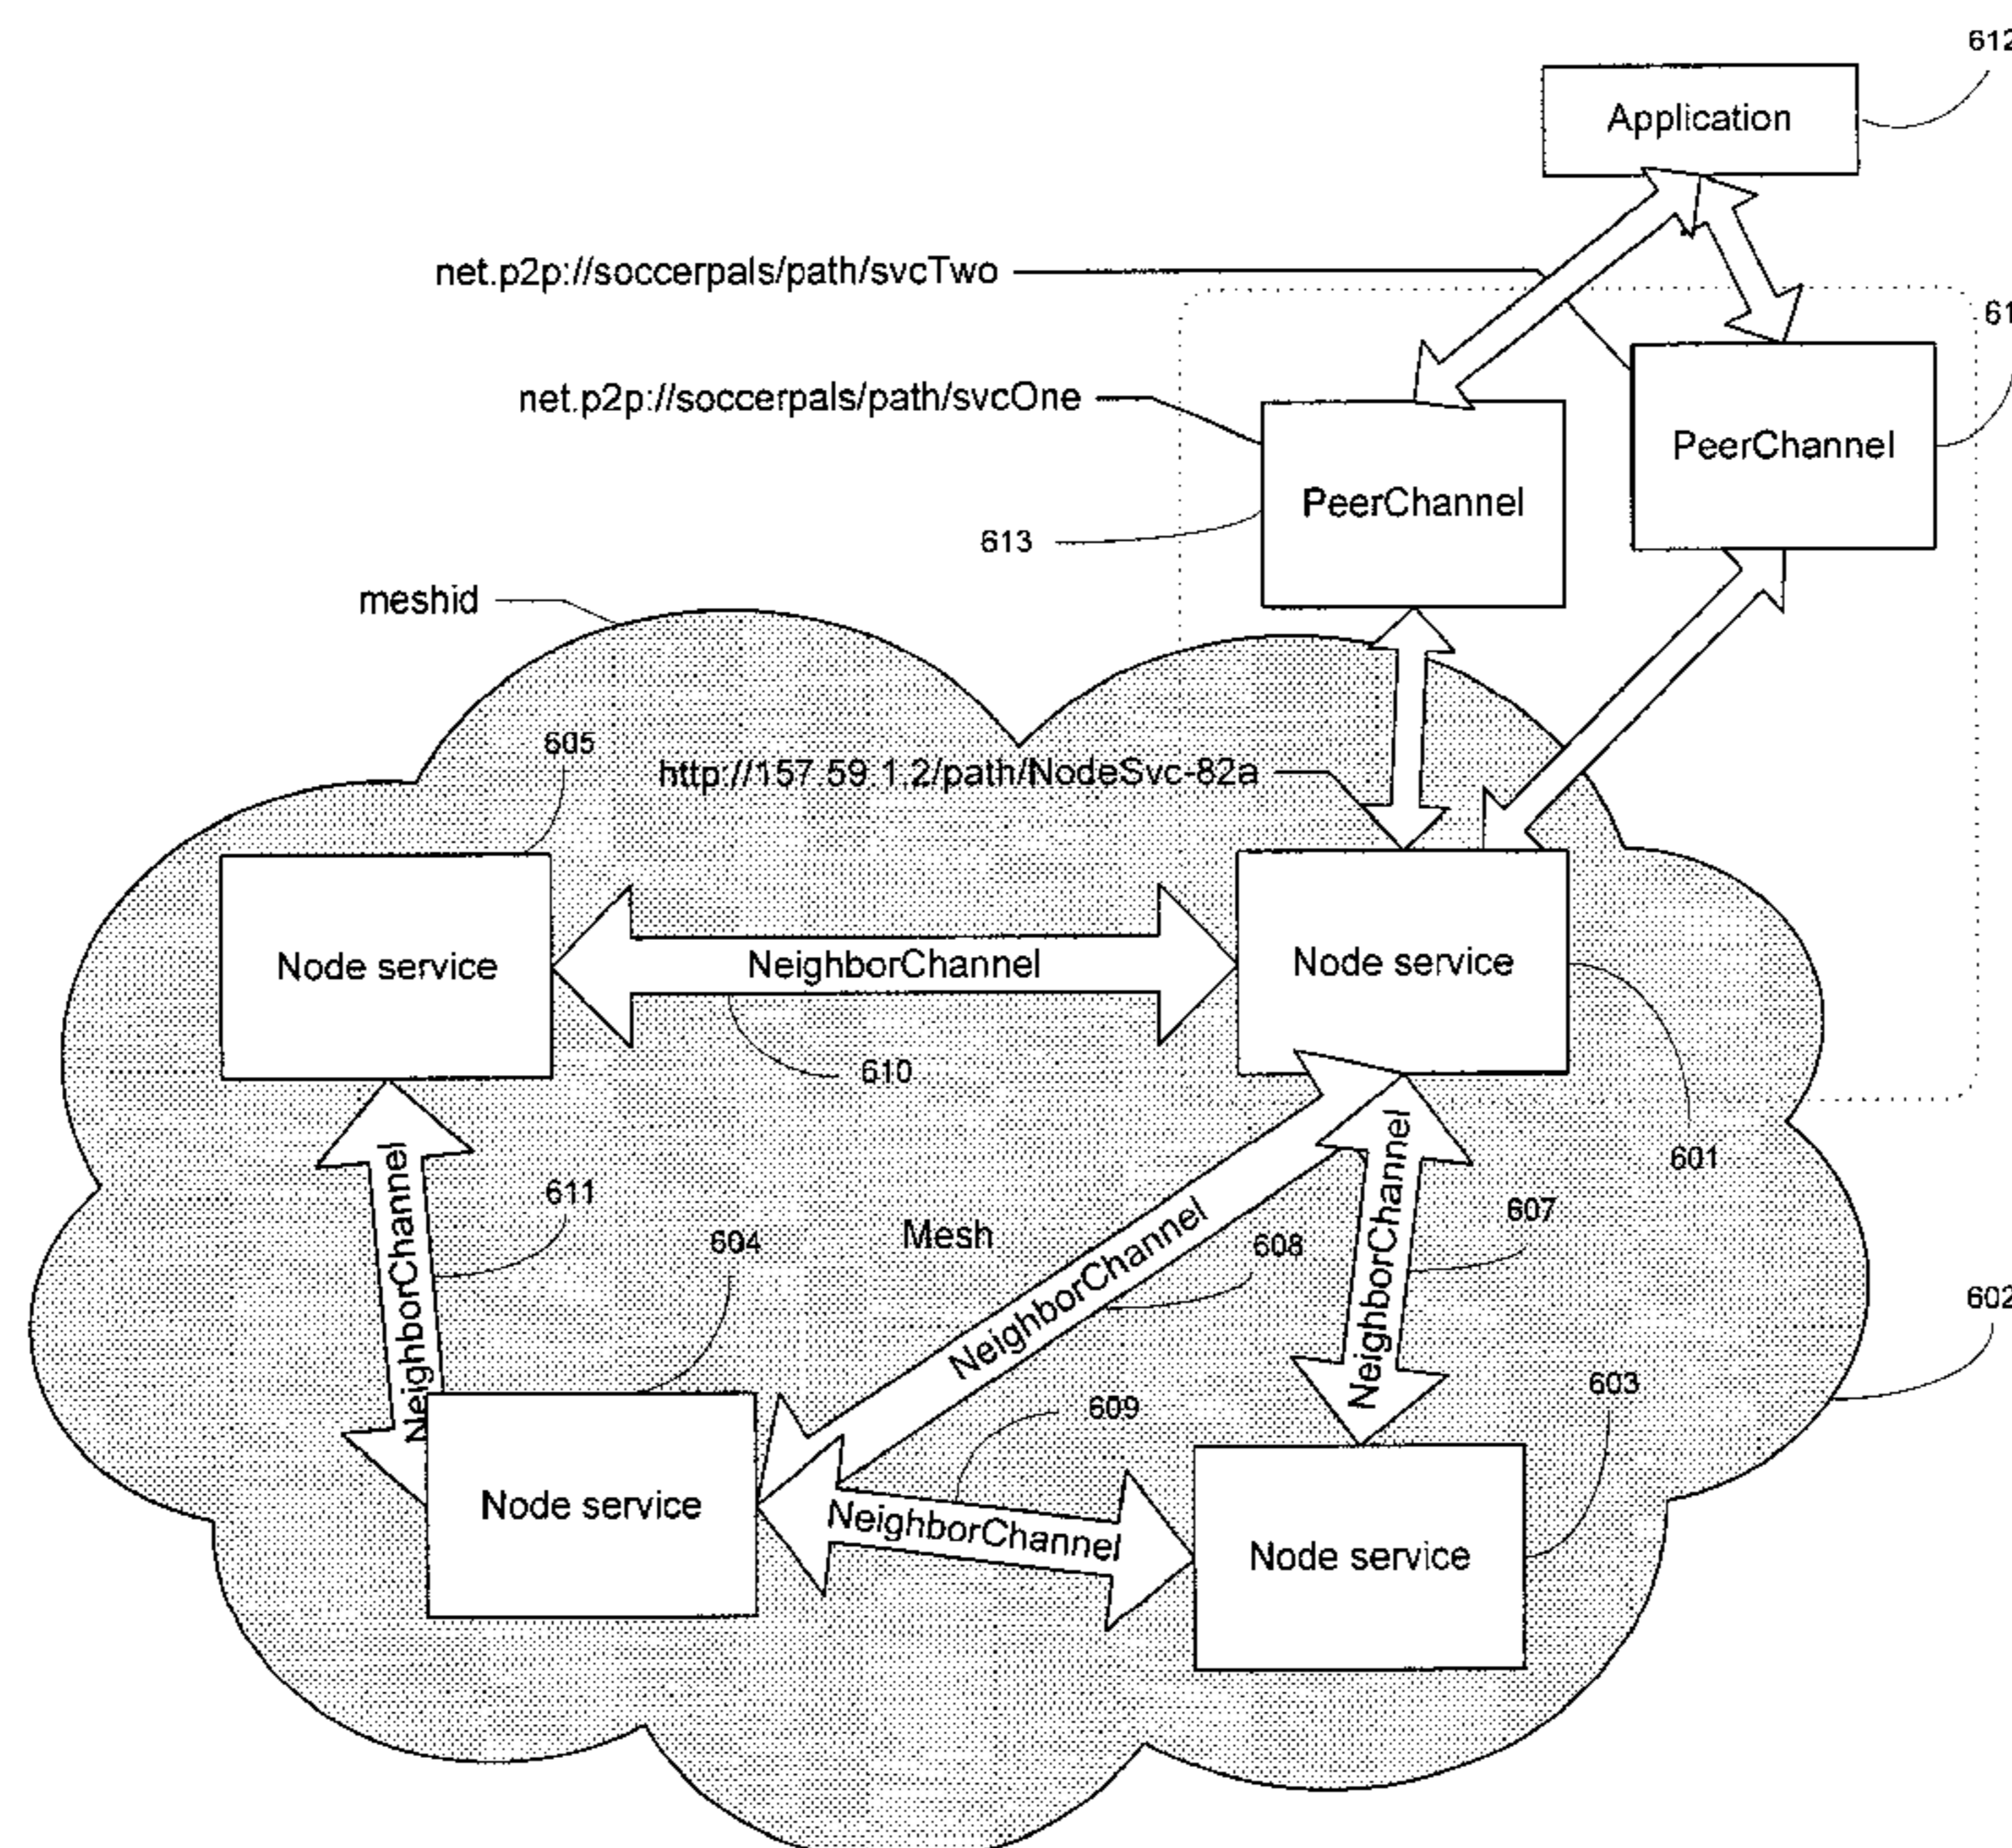 612
Application
net.p2p://soccerpals/path/svcTwo
61
net.p2p://soccerpals/path/svcOne
PeerChannel
PeerChannel
613
meshid
605
http://157.59.1.2/path/NodeSvc-82a
Node service
NeighborChannel
Node service
610
601
NeighborChannel
NeighborChannel
611
604
Mesh
NeighborChannel
608
607
602
609
603
Node service
NeighborChannel
Node service